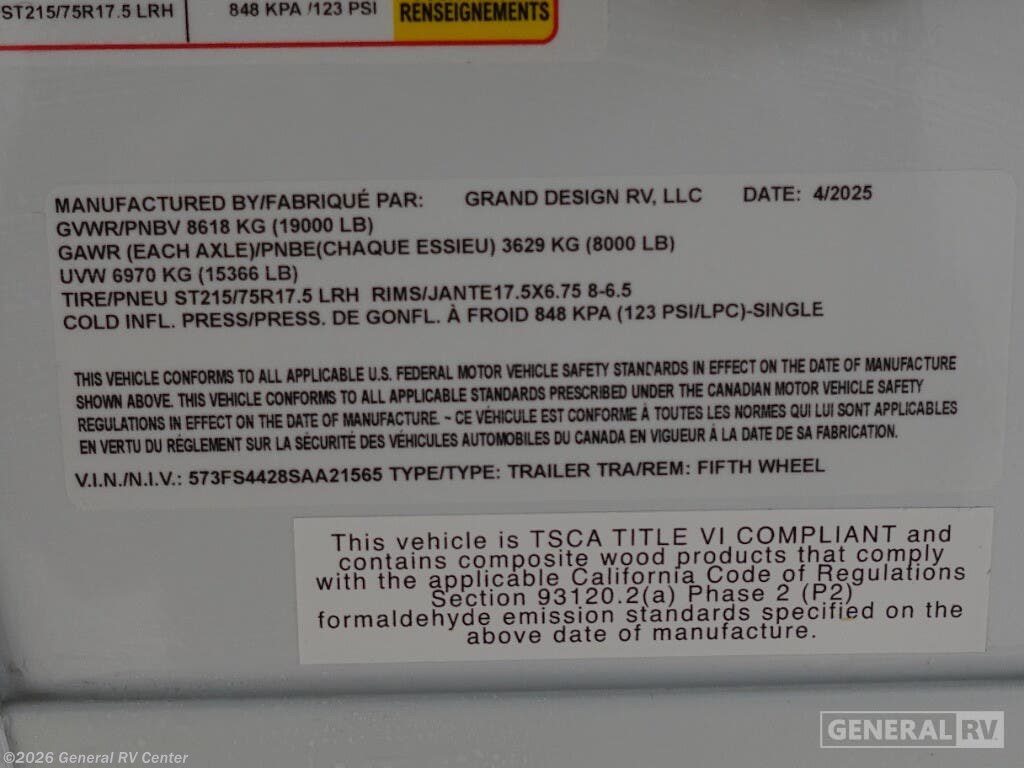 ST215/75R17.5 LRH 848 KPA /123 PSI RENSEIGNEMENTS
MANUFACTURED BY/FABRIQUÉ PAR: GRAND DESIGN RV, LLC DATE: 4/2025
GVWR/PNBV 8618 KG (19000 LB)
GAWR (EACH AXLE)/PNBE(CHAQUE ESSIEU) 3629 KG (8000 LB)
UVW 6970 KG (15366 LB)
TIRE/PNEU ST215/75R17.5 LRH RIMS/JANTE17.5X6.75 8-6.5
COLD INFL. PRESS/PRESS. DE GONFL. À FROID 848 KPA (123 PSI/LPC)-SINGLE
THIS VEHICLE CONFORMS TO ALL APPLICABLE U.S. FEDERAL MOTOR VEHICLE SAFETY STANDARDS IN EFFECT ON THE DATE OF MANUFACTURE
SHOWN ABOVE. THIS VEHICLE CONFORMS TO ALL APPLICABLE STANDARDS PRESCRIBED UNDER THE CANADIAN MOTOR VEHICLE SAFETY
REGULATIONS IN EFFECT ON THE DATE OF MANUFACTURE. ~ CE VÉHICULE EST CONFORME À TOUTES LES NORMES QUI LUI SONT APPLICABLES
EN VERTU DU RÉGLEMENT SUR LA SÉCURITÉ DES VÉHICULES AUTOMOBILES DU CANADA EN VIGUEUR À LA DATE DE SA FABRICATION.
V.I.N./N.I.V.: 573FS4428SAA21565 TYPE/TYPE: TRAILER TRA/REM: FIFTH WHEEL
This vehicle is TSCA TITLE VI COMPLIANT and
contains composite wood products that comply
with the applicable California Code of Regulations
Section 93120.2(a) Phase 2 (P2)
formaldehyde emission standards specified on the
above date of manufacture.
GENERAL RV
©2026 General RV Center